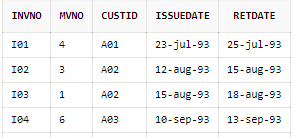 INVNO MVNO CUSTID ISSUEDATE RETDATE
I01 4 A01 23-jul-93 25-jul-93
I02 3 A02 12-aug-93 15-aug-93
I03 1 A02 15-aug-93 18-aug-93
I04 6 A03 10-sep-93 13-sep-93